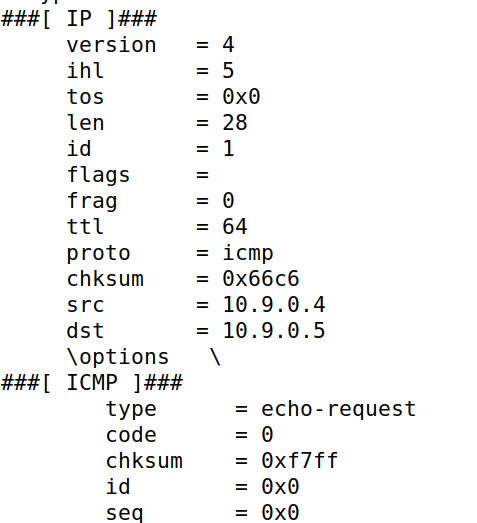 ###[ IP ]###
     version   = 4
     ihl       = 5
     tos       = 0x0
     len       = 28
     id        = 1
     flags     =
     frag      = 0
     ttl       = 64
     proto     = icmp
     chksum    = 0x66c6
     src       = 10.9.0.4
     dst       = 10.9.0.5
     \options   \
###[ ICMP ]###
        type      = echo-request
        code      = 0
        chksum    = 0xf7ff
        id        = 0x0
        seq       = 0x0